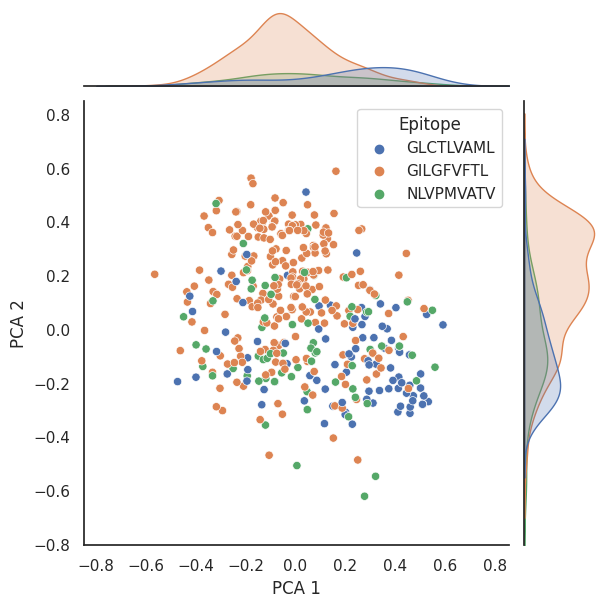 Epitope
GLCTLVAML
GILGFVFTL
NLVPMVATV
0.8
0.6
0.4
0.2
0.0
−0.2
−0.4
−0.6
−0.8
PCA 2
−0.8 −0.6 −0.4 −0.2 0.0 0.2 0.4 0.6 0.8
PCA 1